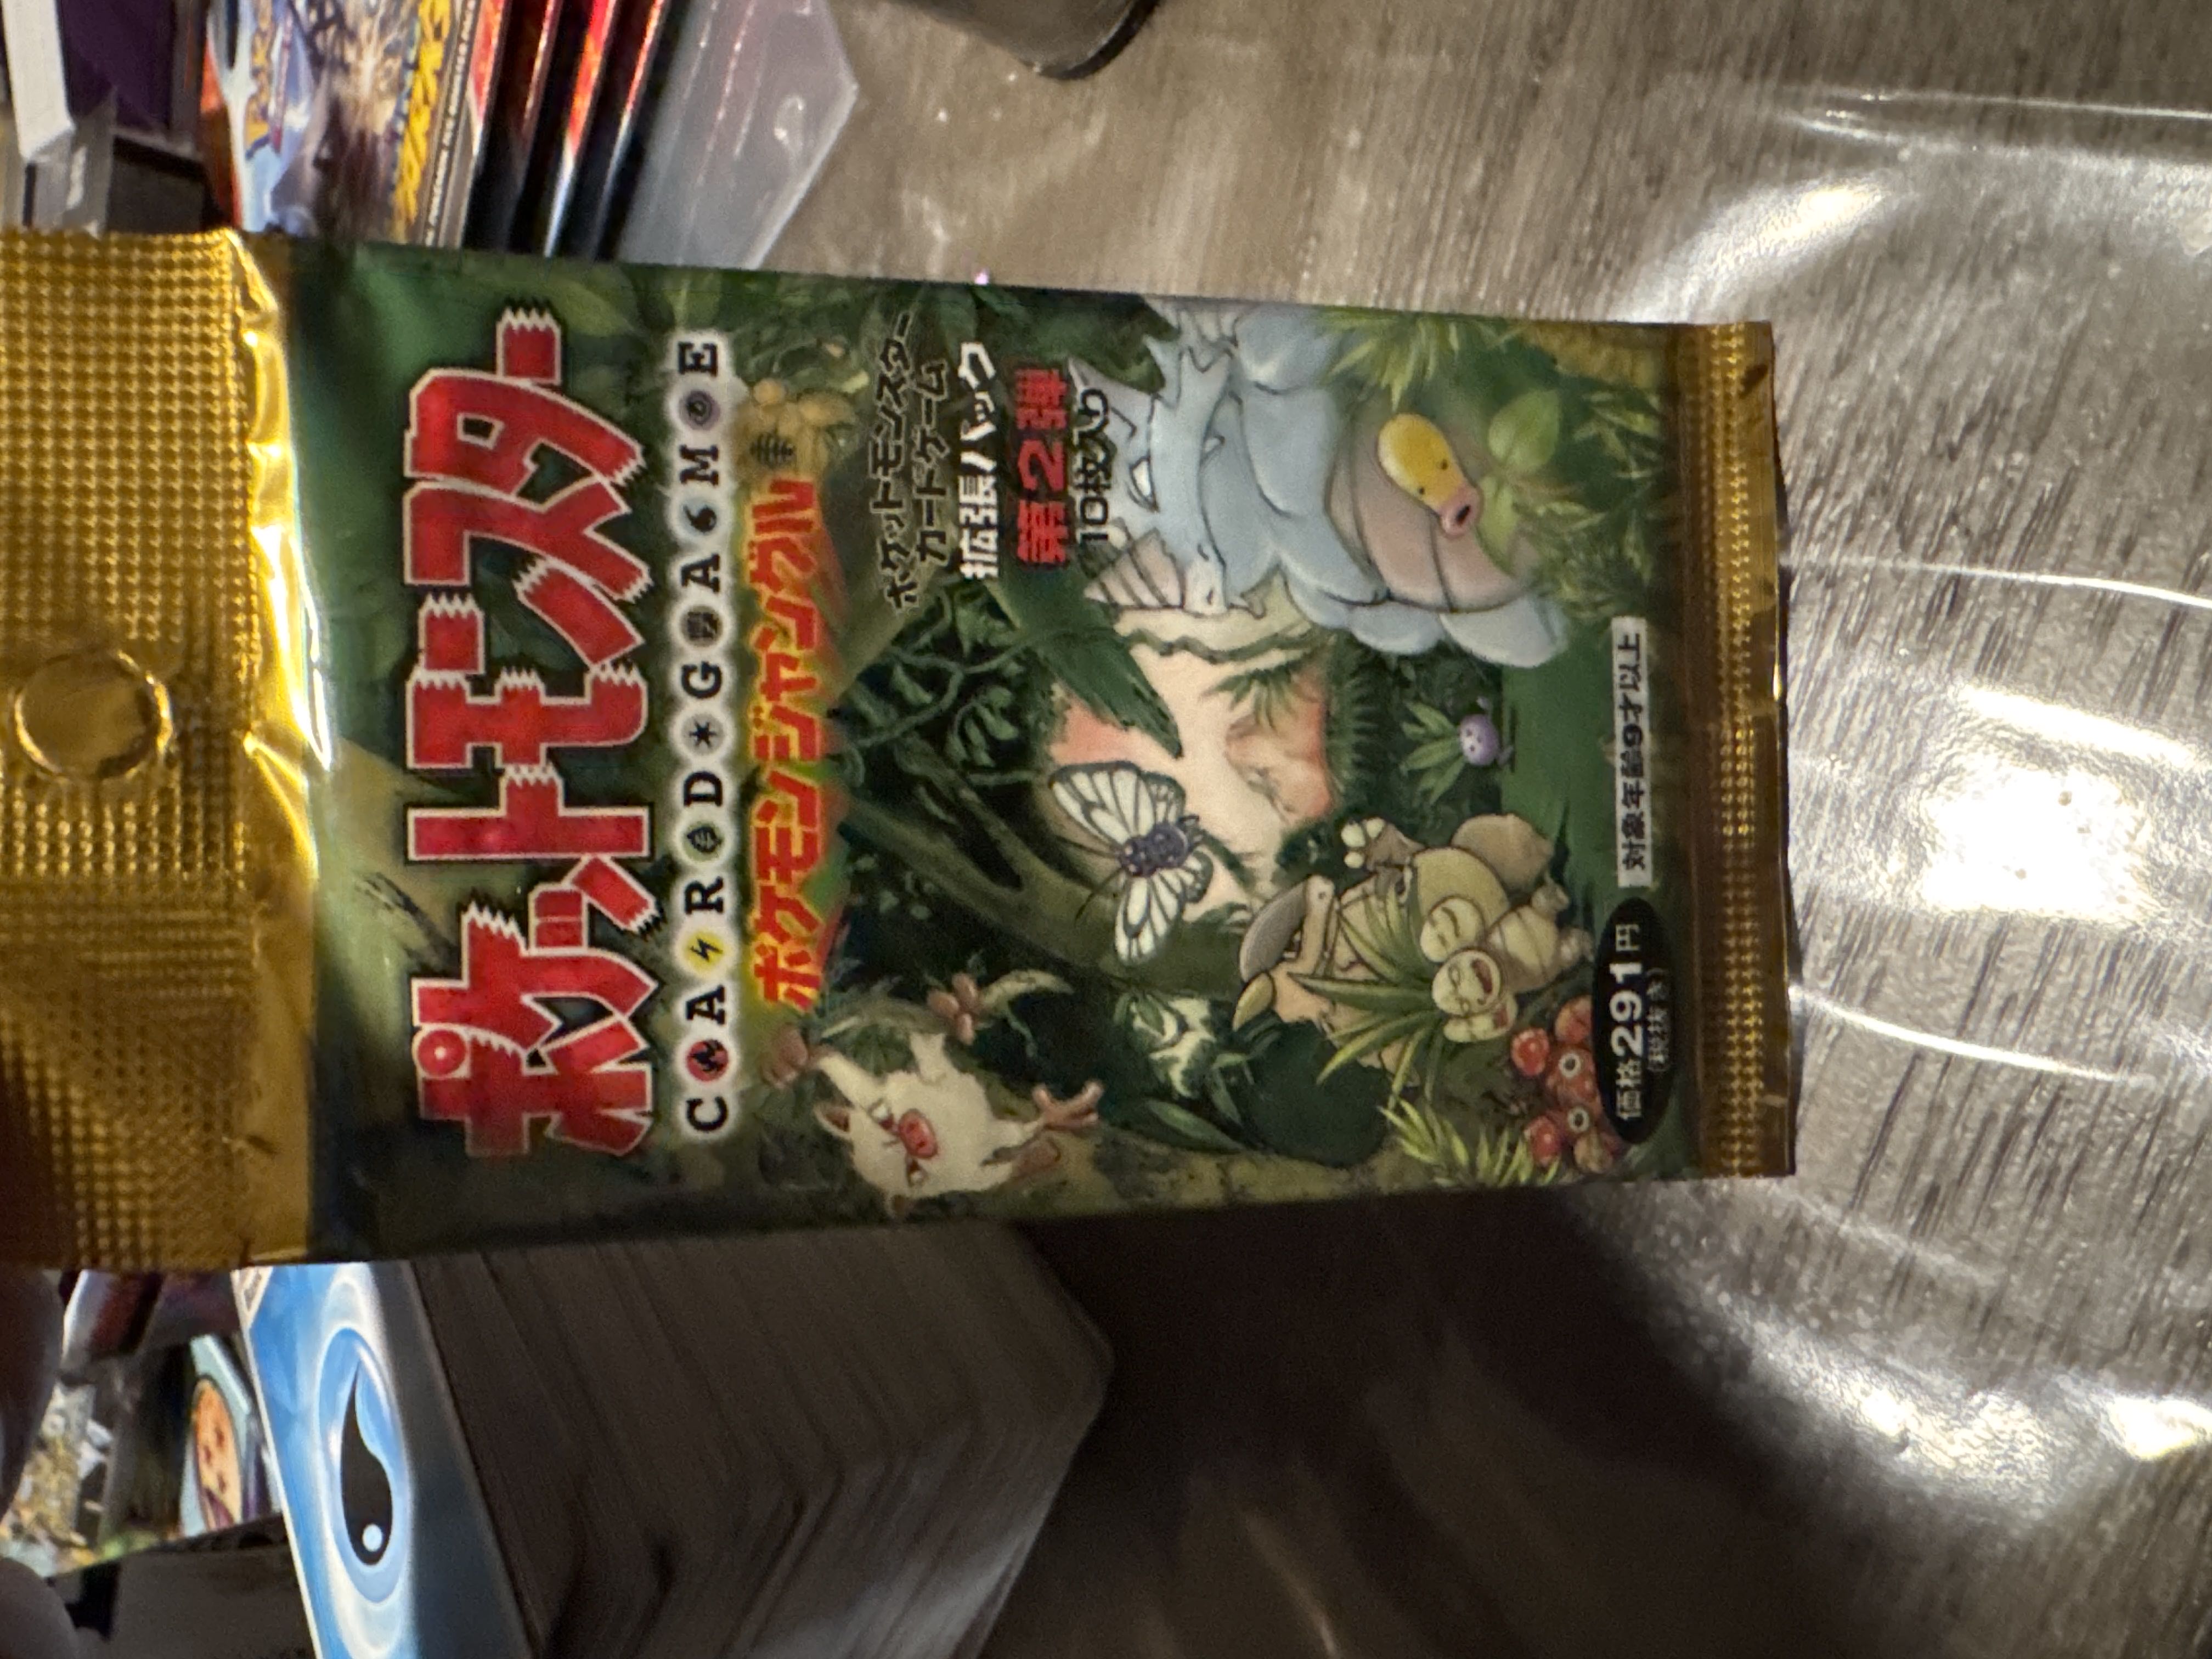 ポケットモンスター
CARD GAME
ポケモンジャングル
ポケットモンスター
カードゲーム
拡張パック
第2弾
10枚入り
対象年齢9才以上
価格291円
(税抜き)